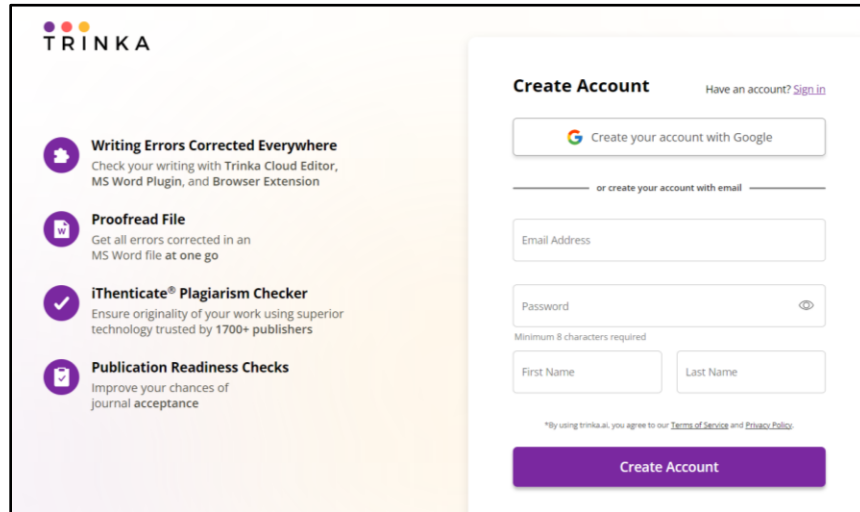 TRINKA
Writing Errors Corrected Everywhere
Check your writing with Trinka Cloud Editor,
MS Word Plugin, and Browser Extension
Proofread File
Get all errors corrected in an
MS Word file at one go
iThenticate® Plagiarism Checker
Ensure originality of your work using superior
technology trusted by 1700+ publishers
Publication Readiness Checks
Improve your chances of
journal acceptance
Create Account
Have an account? Sign in
Create your account with Google
or create your account with email
Email Address
Password
Minimum 8 characters required
First Name
Last Name
*By using trinka.ai, you agree to our Terms of Service and Privacy Policy.
Create Account